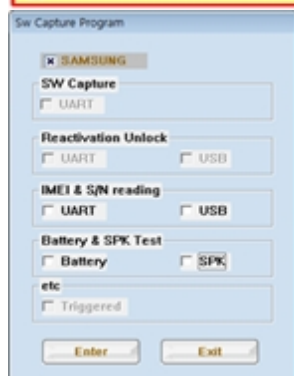 Sw Capture Program
SAMSUNG
SW Capture
UART
Reactivation Unlock
UART USB
IMEI & S/N reading
UART USB
Battery & SPK Test
Battery SPK
etc
Triggered
Enter Exit